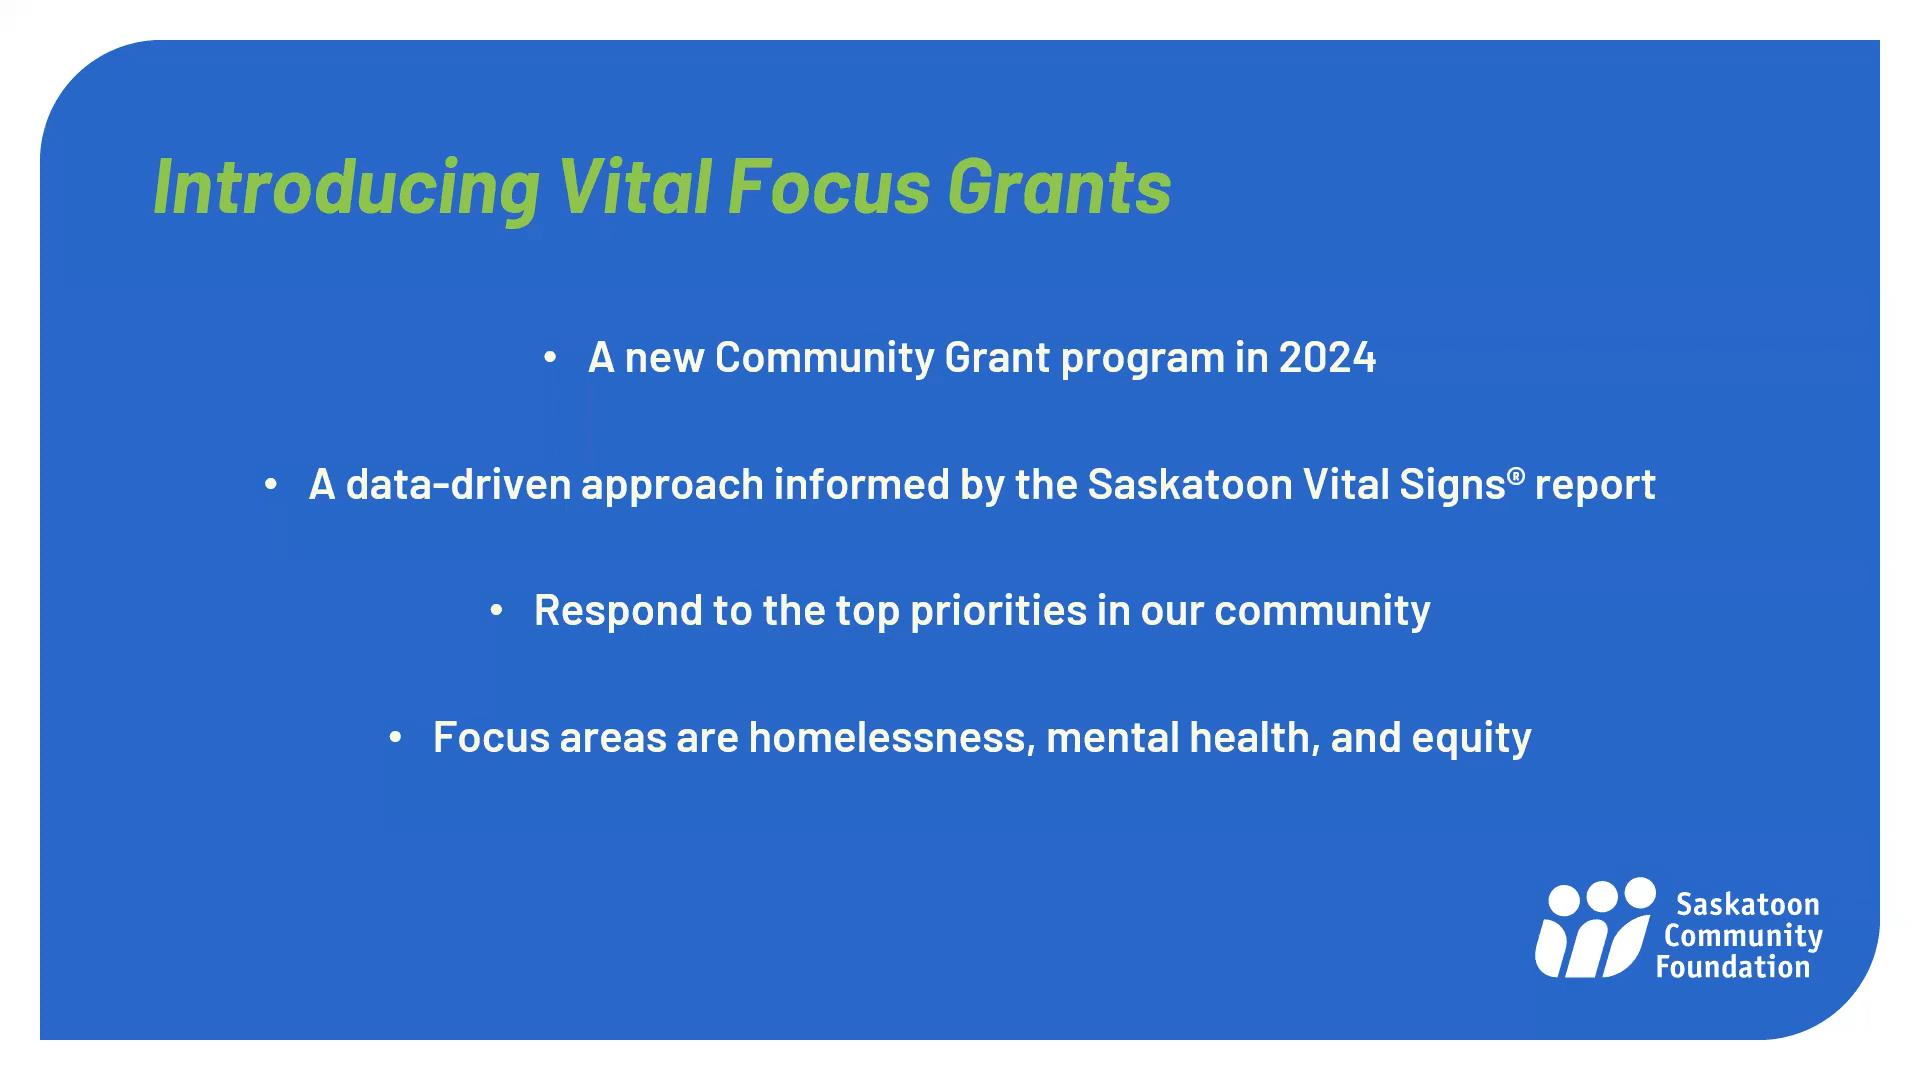 Introducing Vital Focus Grants
• A new Community Grant program in 2024
• A data-driven approach informed by the Saskatoon Vital Signs® report
• Respond to the top priorities in our community
• Focus areas are homelessness, mental health, and equity
Saskatoon
Community
Foundation